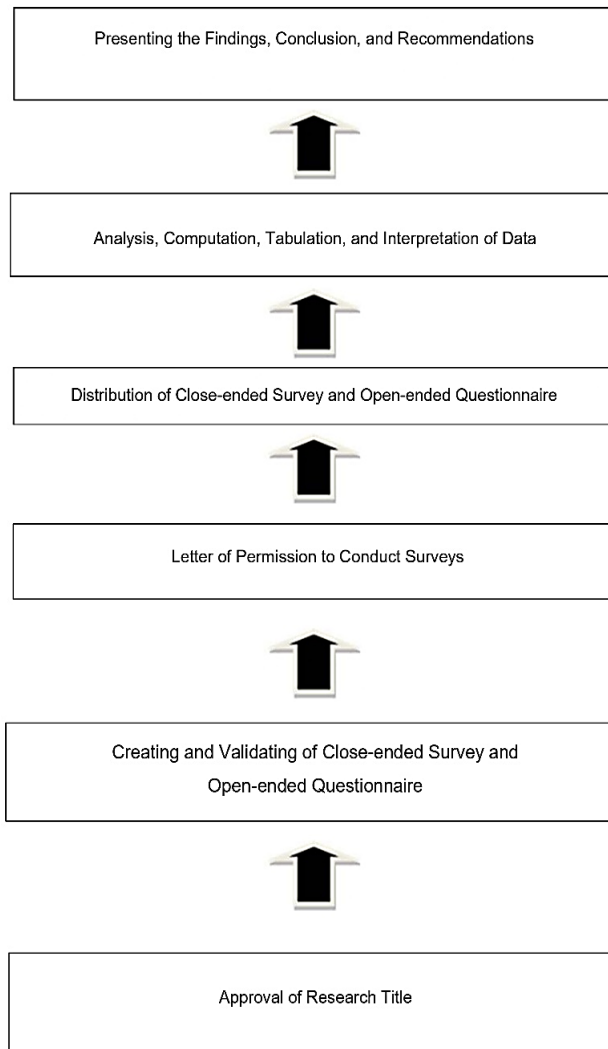 Presenting the Findings, Conclusion, and Recommendations
Analysis, Computation, Tabulation, and Interpretation of Data
Distribution of Close-ended Survey and Open-ended Questionnaire
Letter of Permission to Conduct Surveys
Creating and Validating of Close-ended Survey and
Open-ended Questionnaire
Approval of Research Title